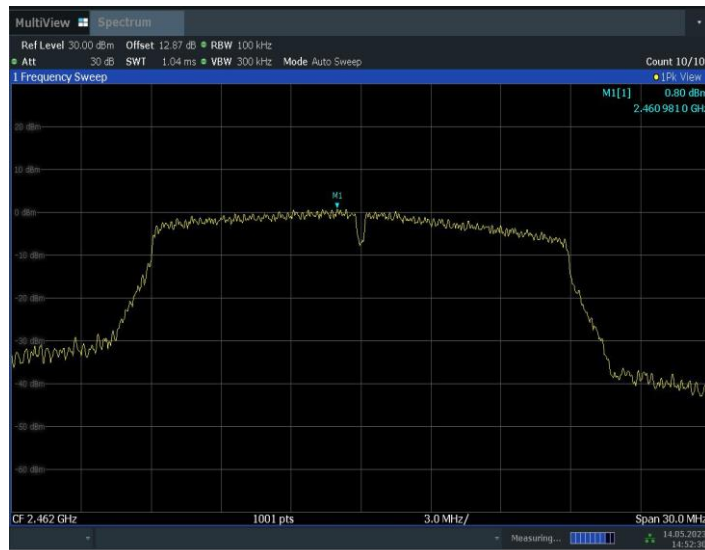 MultiView Spectrum
Ref Level 30.00 dBm Offset 12.87 dB RBW 100 kHz
Att 30 dB SWT 1.04 ms VBW 300 kHz Mode Auto Sweep Count 10/10
1 Frequency Sweep 1Pk View
M1[1] 0.80 dBm
2.460 981 0 GHz
20 dBm
10 dBm
M1
0 dBm
-10 dBm
-20 dBm
-30 dBm
-40 dBm
-50 dBm
-60 dBm
CF 2.462 GHz 1001 pts 3.0 MHz/ Span 30.0 MHz
Measuring... 14.05.2023
14:52:36